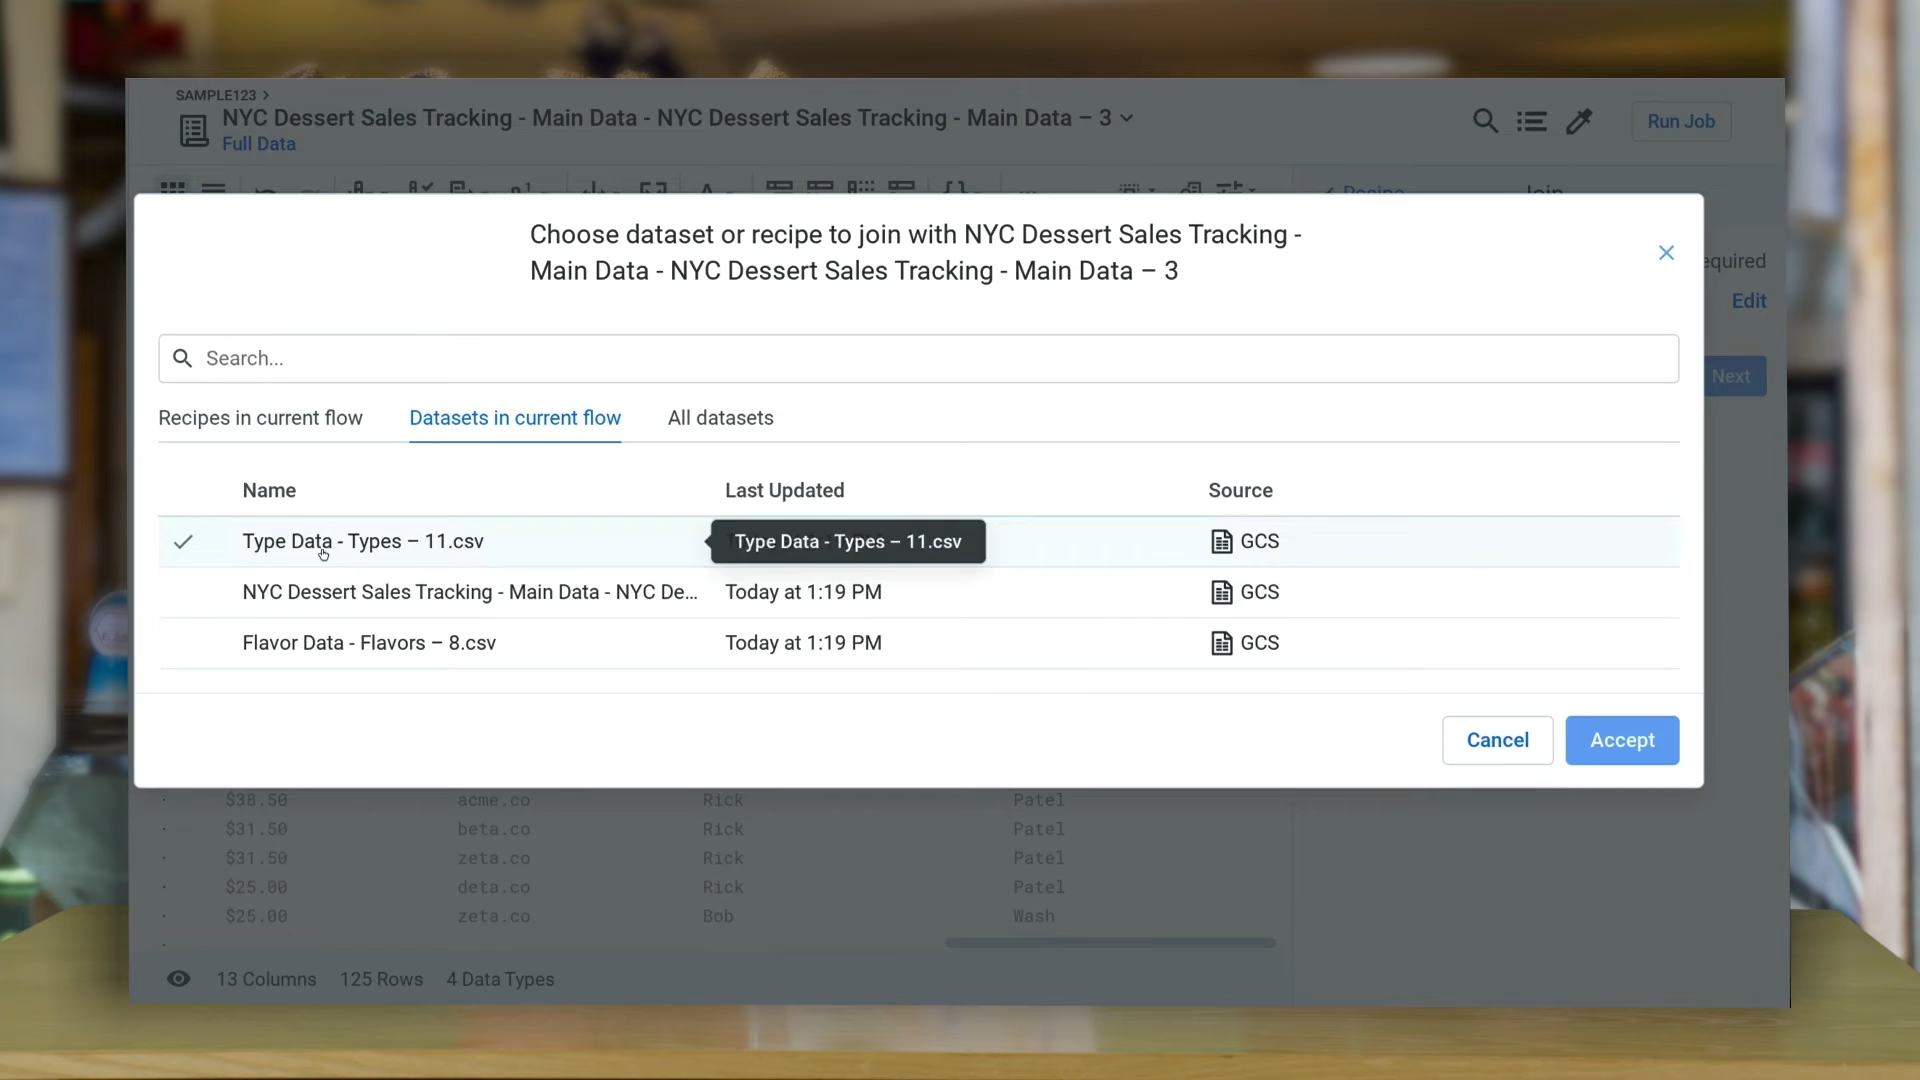 SAMPLE123 >
NYC Dessert Sales Tracking - Main Data - NYC Dessert Sales Tracking - Main Data – 3
Full Data
Run Job
Recipe
Join
Choose dataset or recipe to join with NYC Dessert Sales Tracking -
Main Data - NYC Dessert Sales Tracking - Main Data – 3
equired
Edit
Search...
Next
Recipes in current flow
Datasets in current flow
All datasets
Name Last Updated Source
Type Data - Types – 11.csv Type Data - Types – 11.csv GCS
NYC Dessert Sales Tracking - Main Data - NYC De... Today at 1:19 PM GCS
Flavor Data - Flavors – 8.csv Today at 1:19 PM GCS
Cancel
Accept
$38.50 acme.co Rick Patel
$31.50 beta.co Rick Patel
$31.50 zeta.co Rick Patel
$25.00 deta.co Rick Patel
$25.00 zeta.co Bob Wash
13 Columns 125 Rows 4 Data Types